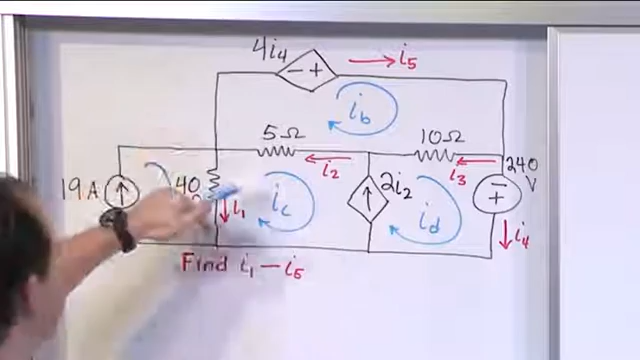 4i4
- +
i5
ib
5Ω
10Ω
i2
i3
240
V
- +
19A
40
i1
ic
2i2
id
i4
Find i1 - i5